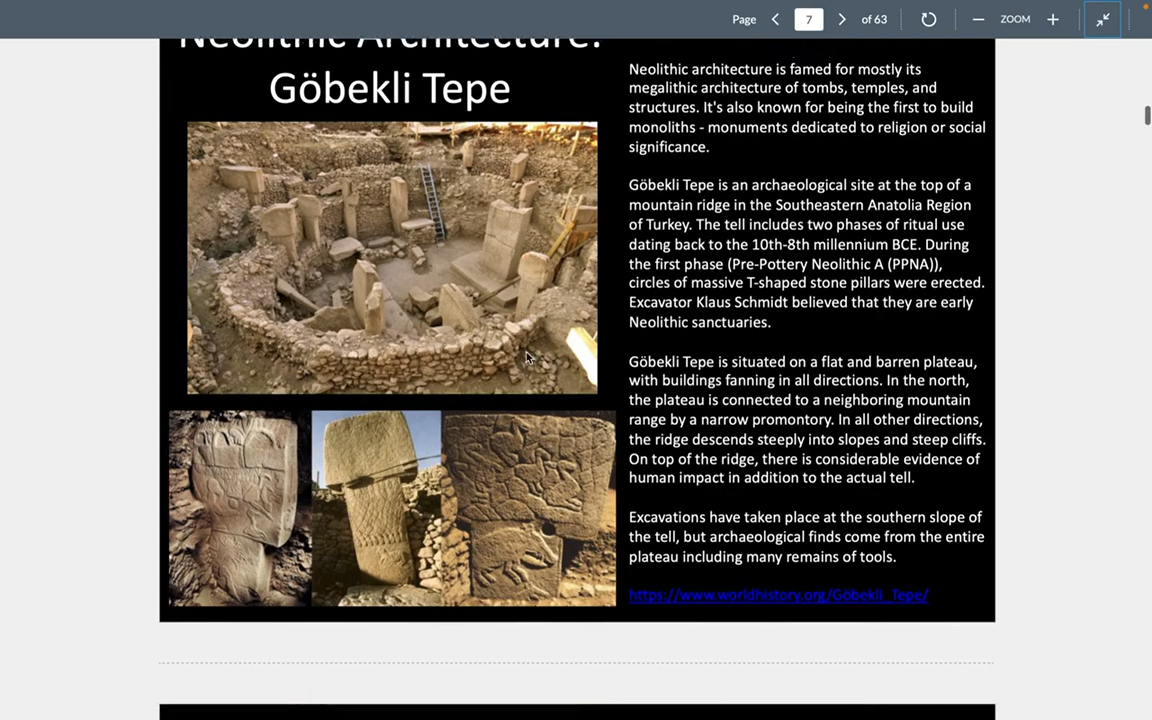 Page
7
of 63
ZOOM
Neolithic Architecture:
Göbekli Tepe
Neolithic architecture is famed for mostly its
megalithic architecture of tombs, temples, and
structures. It's also known for being the first to build
monoliths - monuments dedicated to religion or social
significance.
Göbekli Tepe is an archaeological site at the top of a
mountain ridge in the Southeastern Anatolia Region
of Turkey. The tell includes two phases of ritual use
dating back to the 10th-8th millennium BCE. During
the first phase (Pre-Pottery Neolithic A (PPNA)),
circles of massive T-shaped stone pillars were erected.
Excavator Klaus Schmidt believed that they are early
Neolithic sanctuaries.
Göbekli Tepe is situated on a flat and barren plateau,
with buildings fanning in all directions. In the north,
the plateau is connected to a neighboring mountain
range by a narrow promontory. In all other directions,
the ridge descends steeply into slopes and steep cliffs.
On top of the ridge, there is considerable evidence of
human impact in addition to the actual tell.
Excavations have taken place at the southern slope of
the tell, but archaeological finds come from the entire
plateau including many remains of tools.
https://www.worldhistory.org/Göbekli_Tepe/